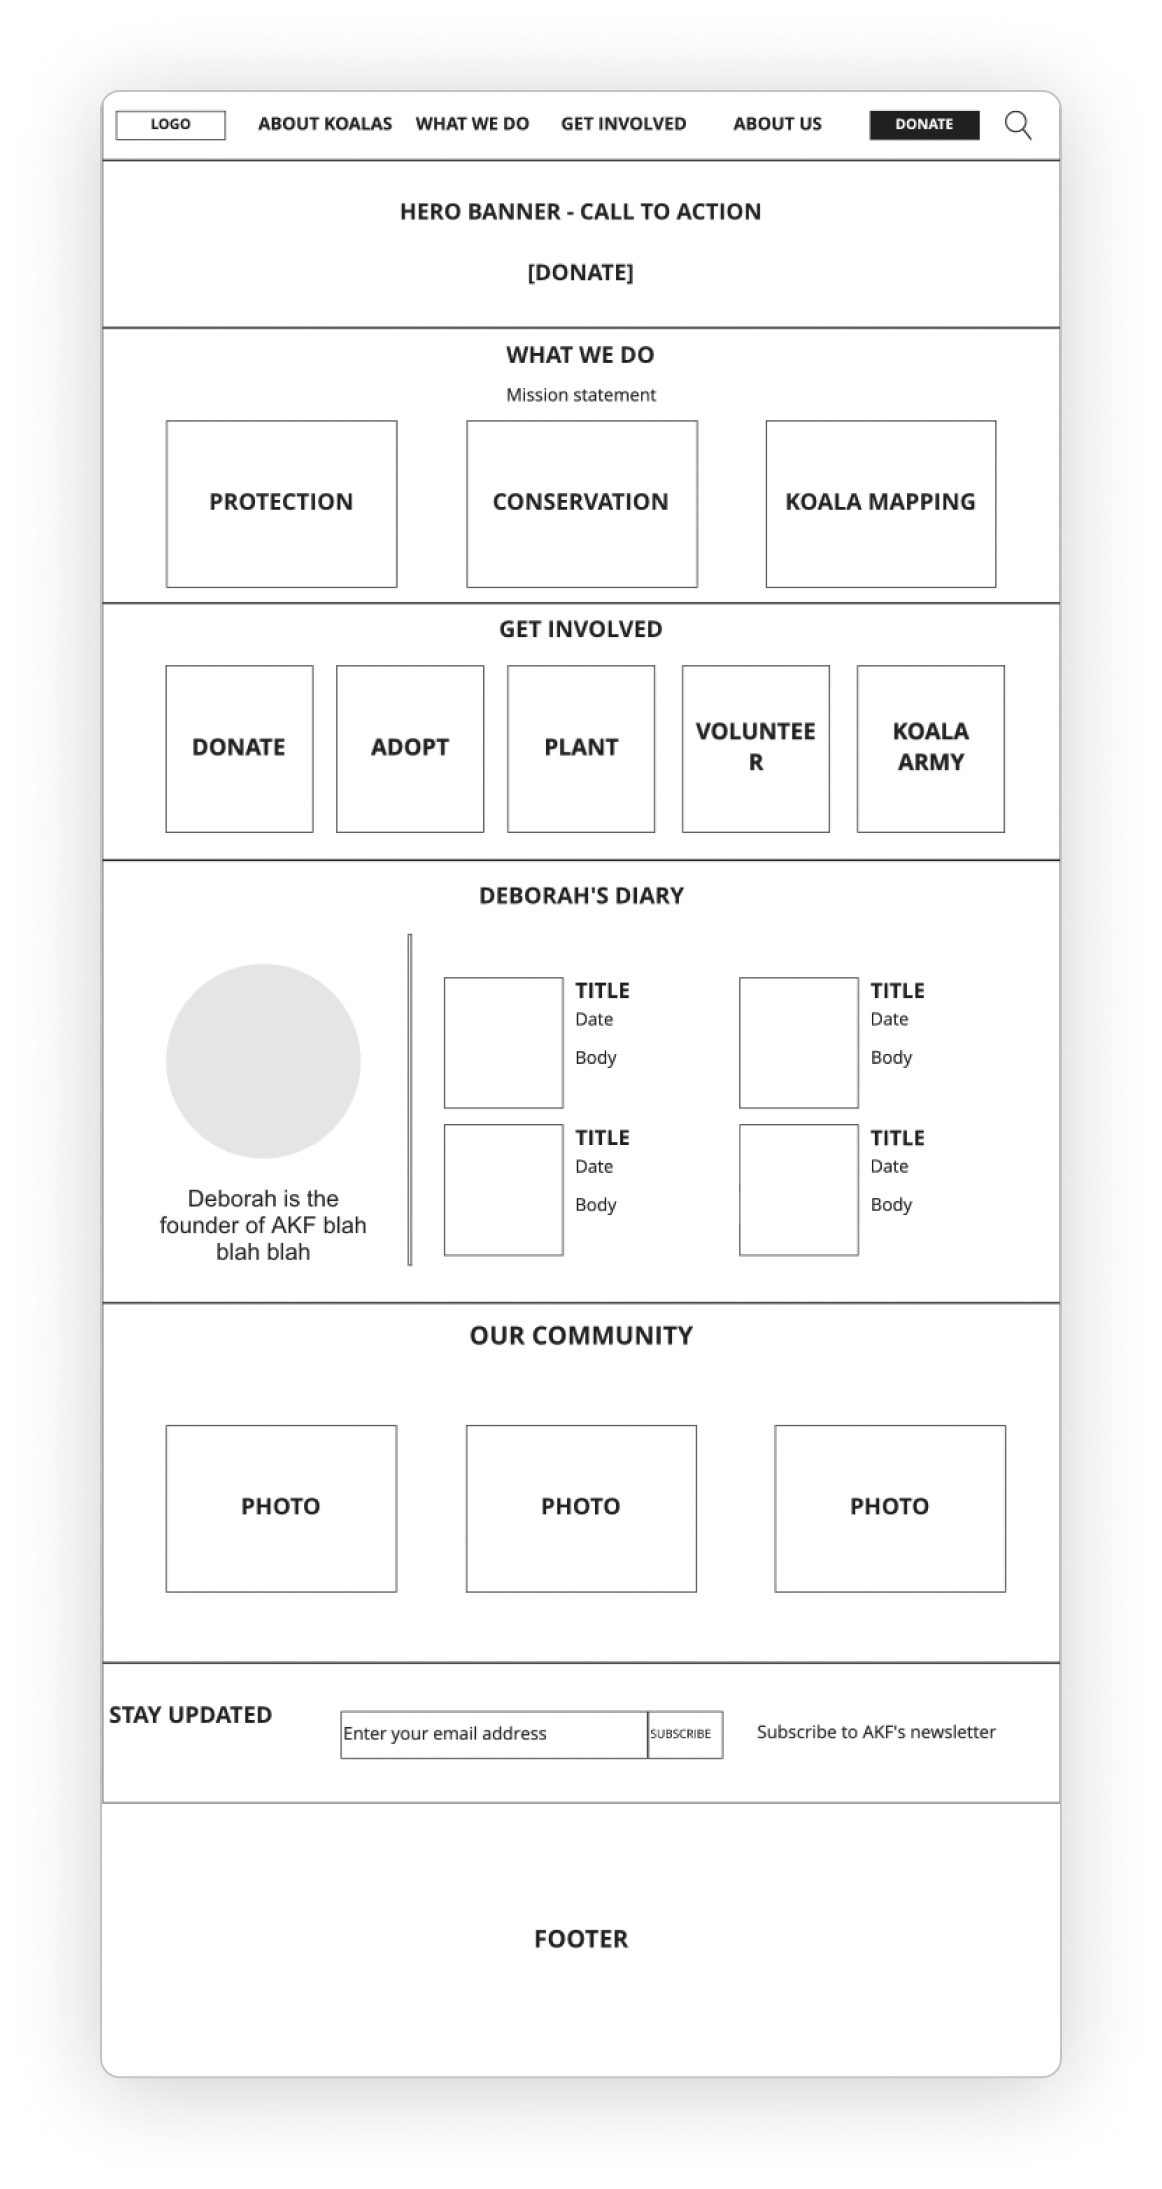 LOGO
ABOUT KOALAS
WHAT WE DO
GET INVOLVED
ABOUT US
DONATE
HERO BANNER - CALL TO ACTION
[DONATE]
WHAT WE DO
Mission statement
PROTECTION
CONSERVATION
KOALA MAPPING
GET INVOLVED
DONATE
ADOPT
PLANT
VOLUNTEE
R
KOALA
ARMY
DEBORAH'S DIARY
Deborah is the
founder of AKF blah
blah blah
TITLE
Date
Body
TITLE
Date
Body
TITLE
Date
Body
TITLE
Date
Body
OUR COMMUNITY
PHOTO
PHOTO
PHOTO
STAY UPDATED
Enter your email address
SUBSCRIBE
Subscribe to AKF's newsletter
FOOTER